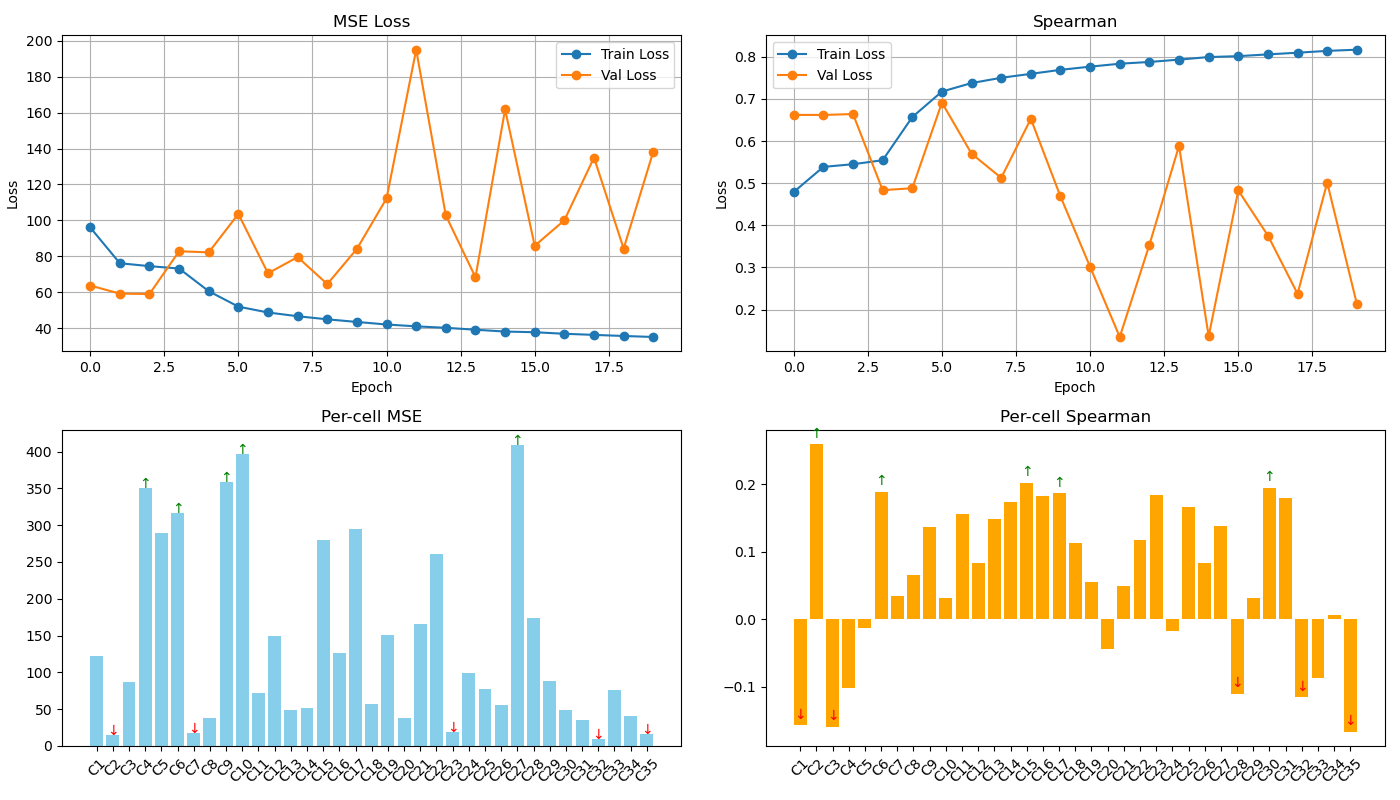 MSE Loss
200
180
160
140
120
100
80
60
40
Loss
Train Loss
Val Loss
0.0 2.5 5.0 7.5 10.0 12.5 15.0 17.5
Epoch
Spearman
0.8
0.7
0.6
0.5
0.4
0.3
0.2
Loss
Train Loss
Val Loss
0.0 2.5 5.0 7.5 10.0 12.5 15.0 17.5
Epoch
Per-cell MSE
400
350
300
250
200
150
100
50
0
↑ ↑ ↑ ↑ ↑
↓ ↓ ↓ ↓ ↓
C1 C2 C3 C4 C5 C6 C7 C8 C9 C10 C11 C12 C13 C14 C15 C16 C17 C18 C19 C20 C21 C22 C23 C24 C25 C26 C27 C28 C29 C30 C31 C32 C33 C34 C35
Per-cell Spearman
0.2
0.1
0.0
−0.1
↑ ↑ ↑ ↑ ↑
↓ ↓ ↓ ↓ ↓
C1 C2 C3 C4 C5 C6 C7 C8 C9 C10 C11 C12 C13 C14 C15 C16 C17 C18 C19 C20 C21 C22 C23 C24 C25 C26 C27 C28 C29 C30 C31 C32 C33 C34 C35